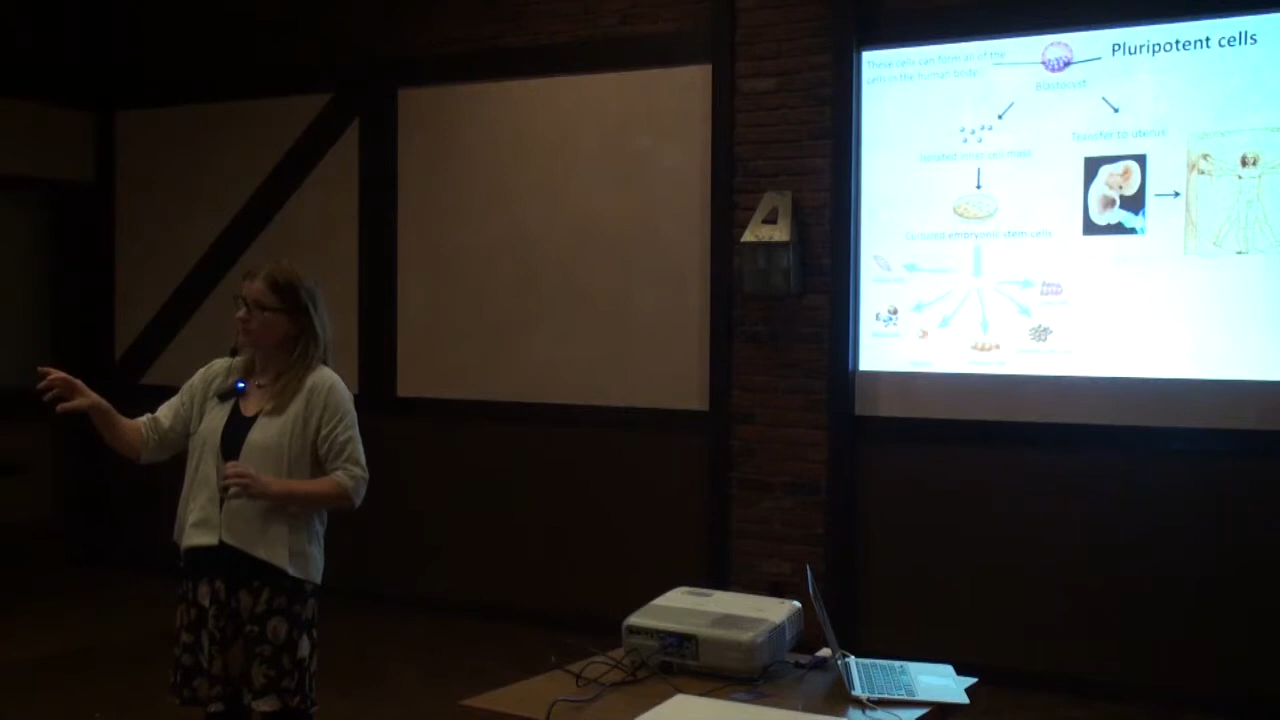 Pluripotent cells
These cells can form all of the
cells in the human body
Blastocyst
Transfer to uterus
Isolated inner cell mass
Cultured embryonic stem cells